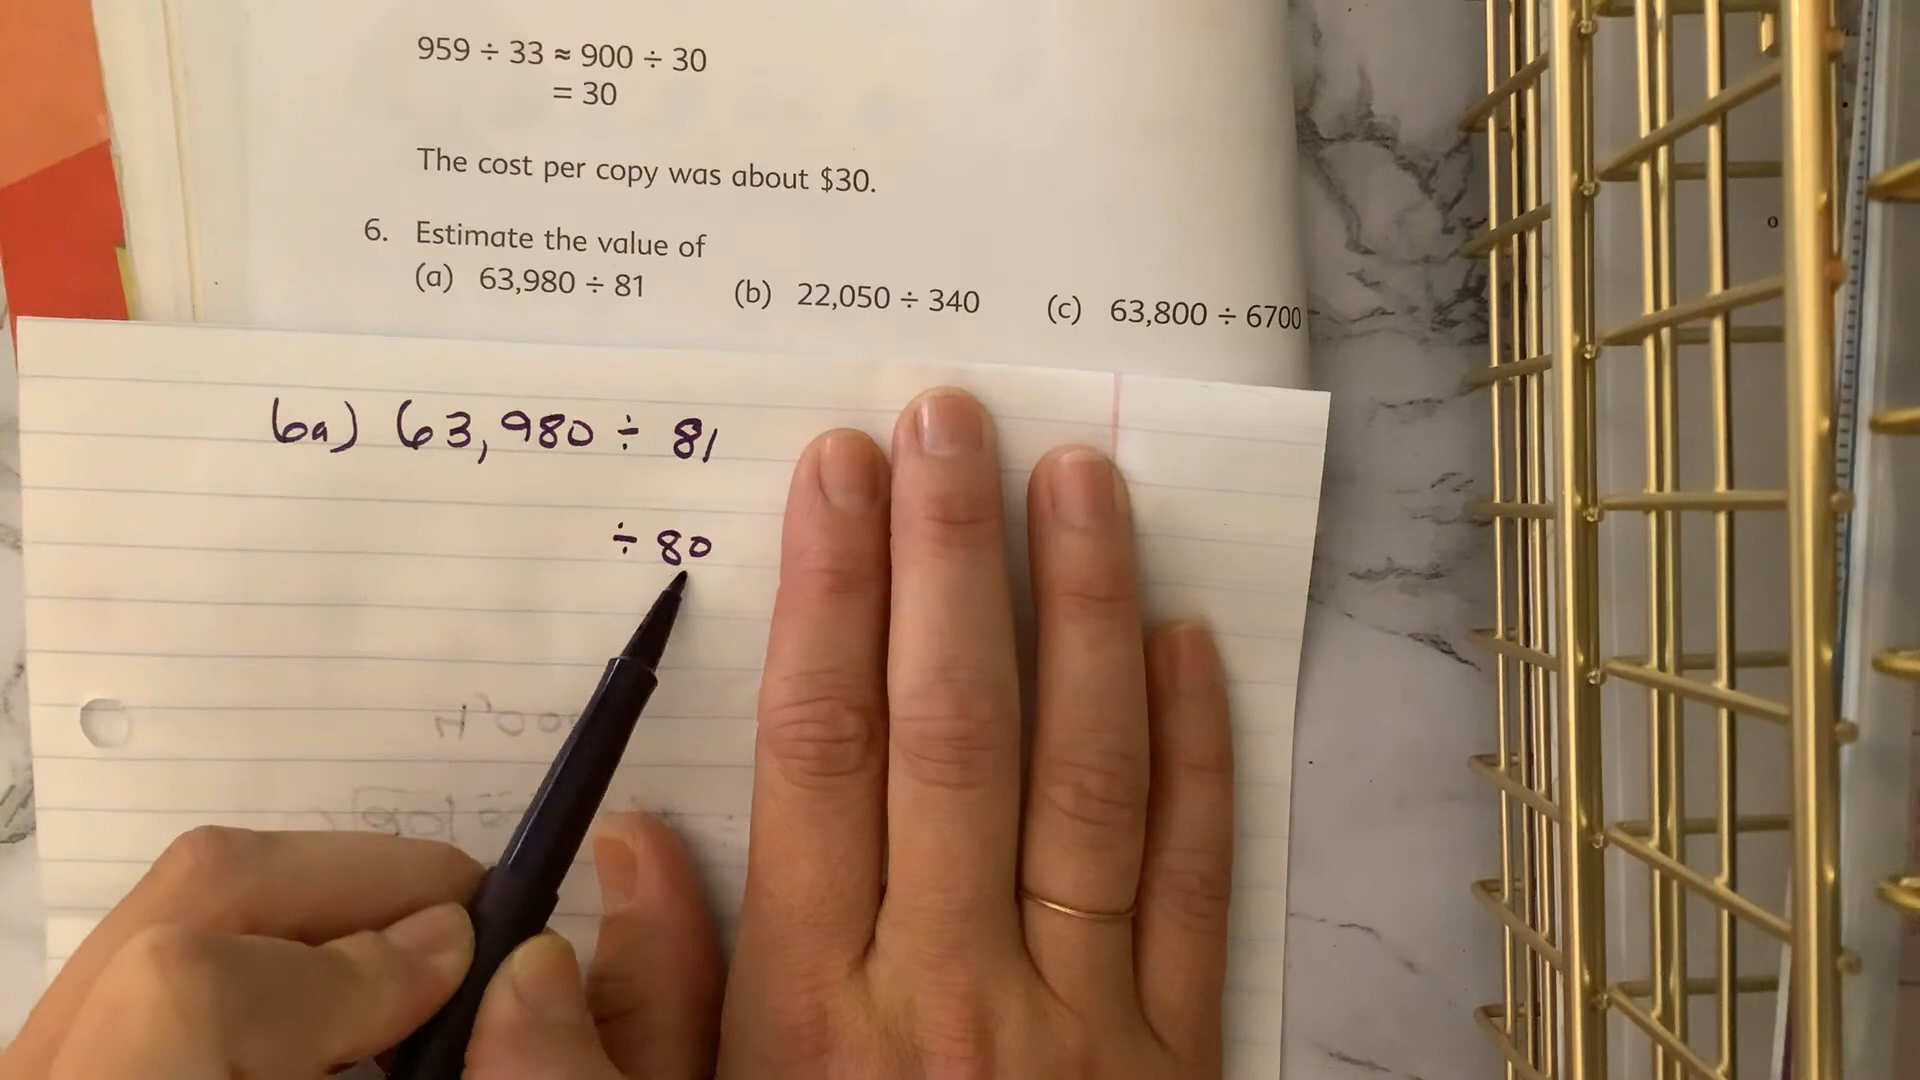 959 ÷ 33 ≈ 900 ÷ 30
= 30
The cost per copy was about $30.
6. Estimate the value of
(a) 63,980 ÷ 81 (b) 22,050 ÷ 340 (c) 63,800 ÷ 6700
6a) 63,980 ÷ 81
÷ 80